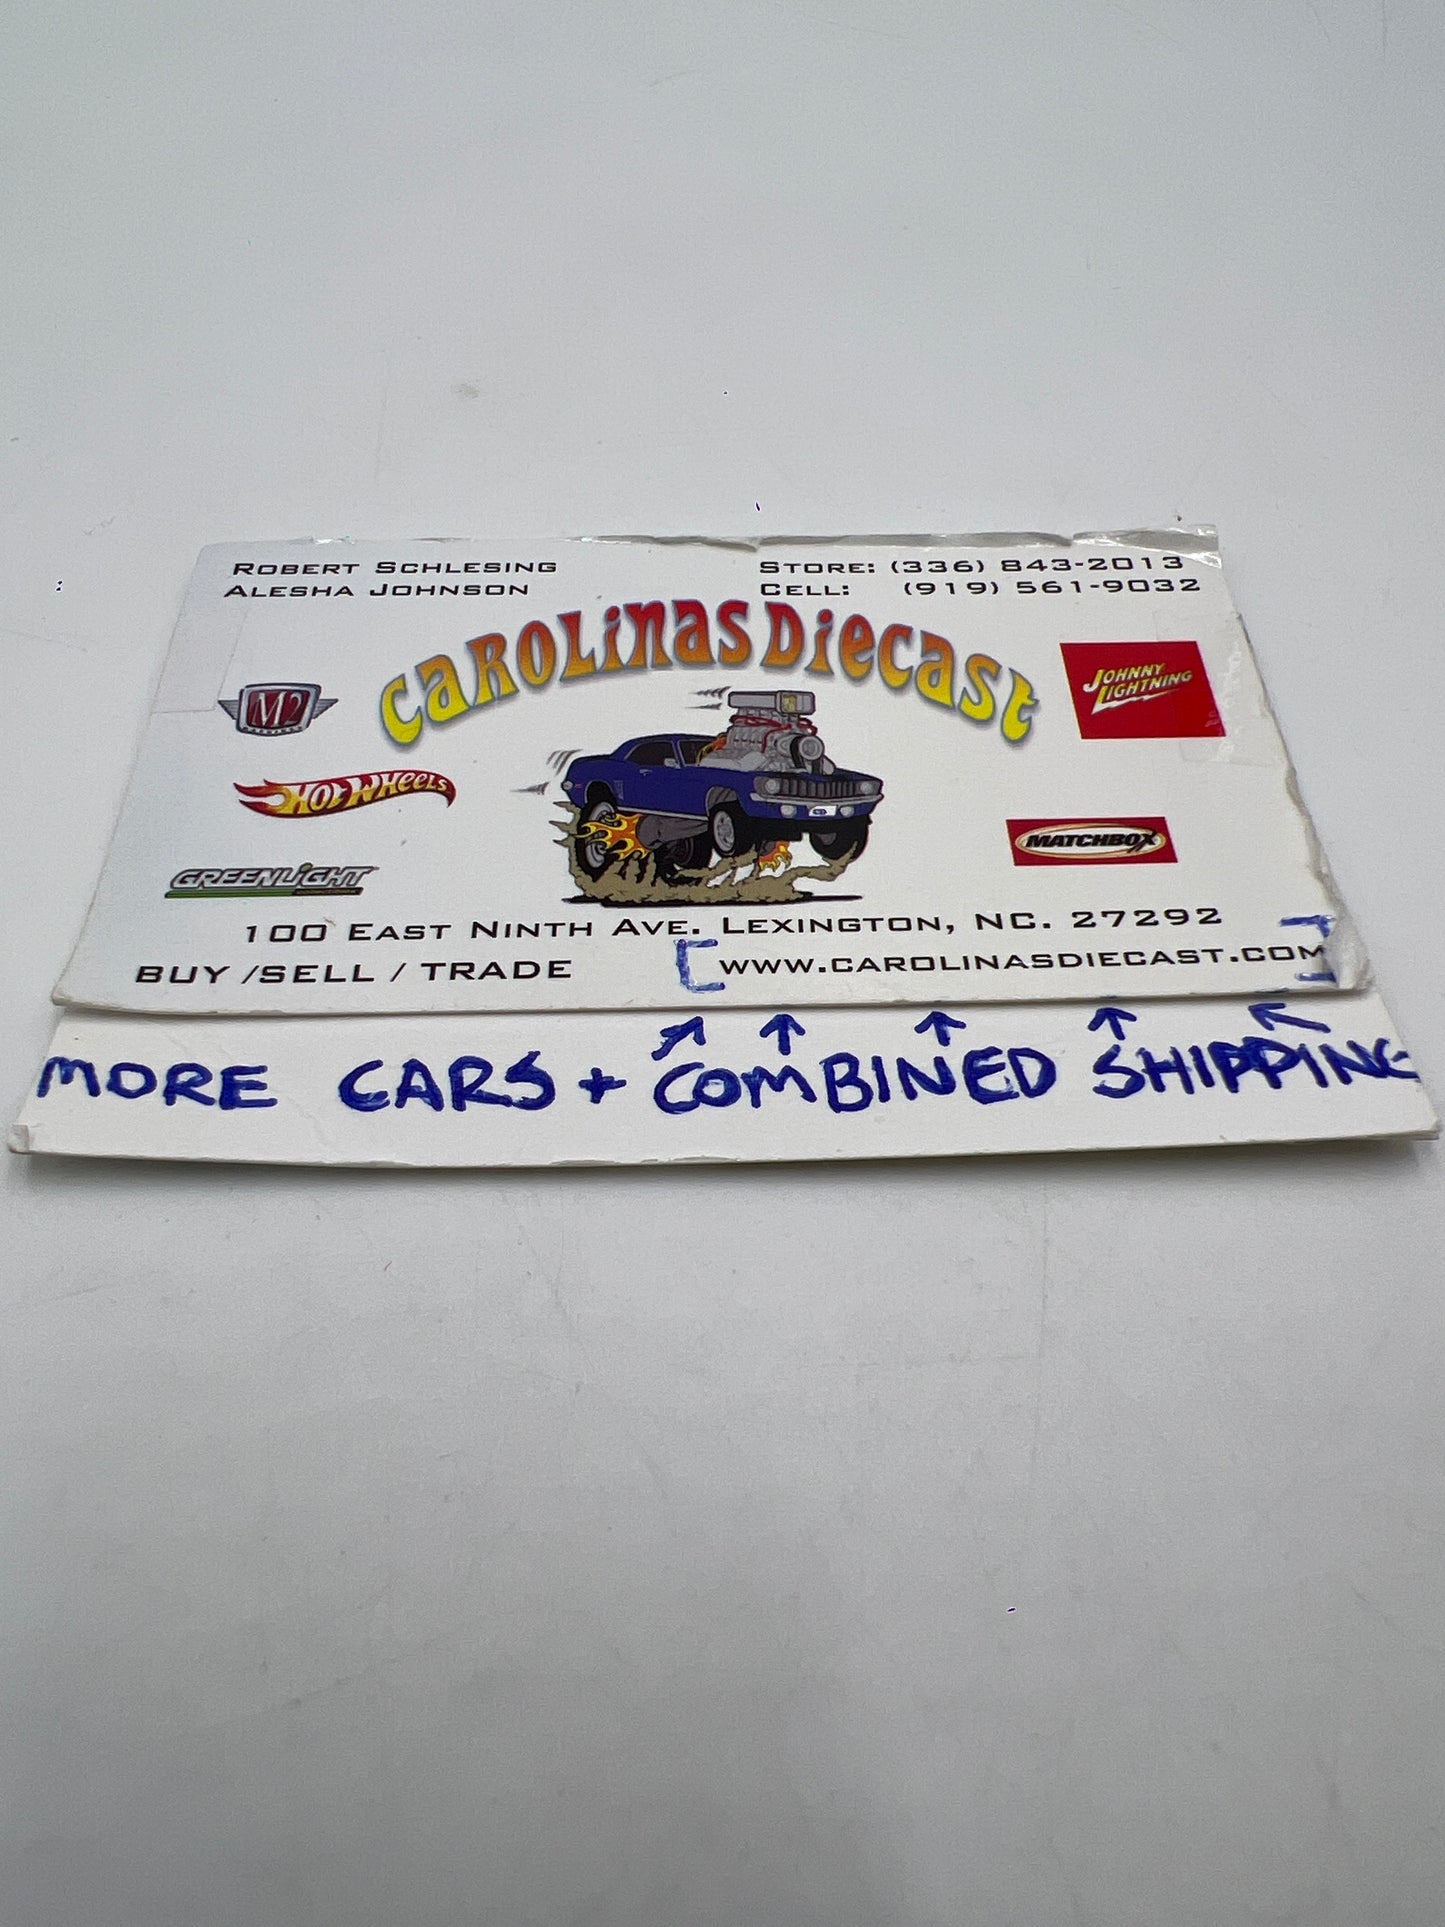 ROBERT SCHLESING
ALESHA JOHNSON
STORE: (336) 843-2013
CELL: (919) 561-9032
CAROLINAS DIECAST
M2
JOHNNY
LIGHTNING
HOT WHEELS
MATCHBOX
GREENLIGHT
100 EAST NINTH AVE. LEXINGTON, NC. 27292
BUY /SELL / TRADE
[WWW.CAROLINASDIECAST.COM]
MORE CARS + COMBINED SHIPPING